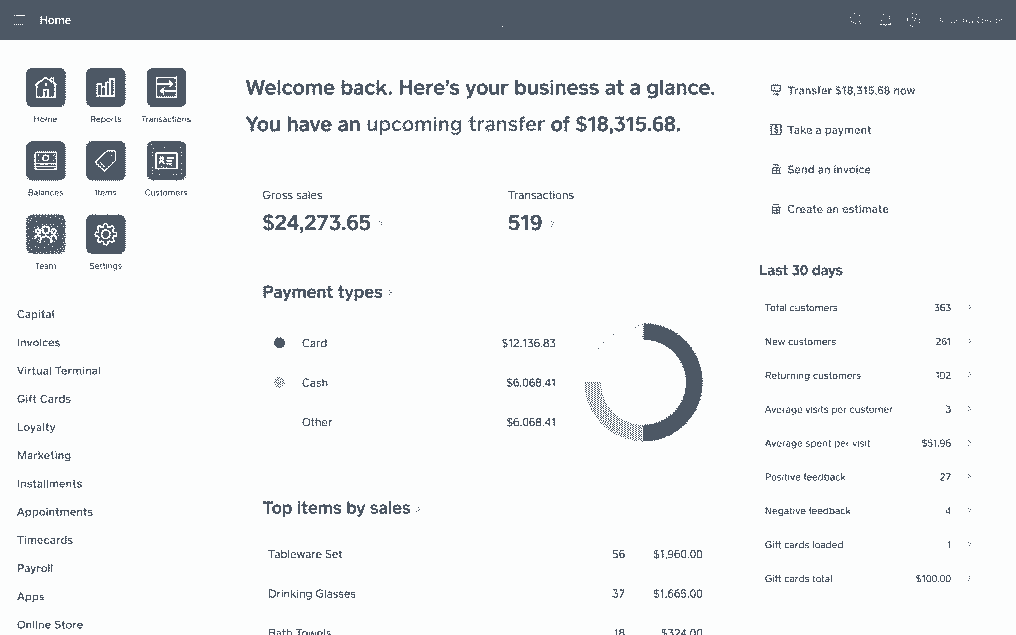 Home
Home
Reports
Transactions
Balances
Items
Customers
Team
Settings
Capital
Invoices
Virtual Terminal
Gift Cards
Loyalty
Marketing
Installments
Appointments
Timecards
Payroll
Apps
Online Store
Welcome back. Here's your business at a glance.
You have an upcoming transfer of $18,315.68.
Gross sales
$24,273.65
Transactions
519
Payment types
Card $12,136.83
Cash $6,068.41
Other $6,068.41
Top items by sales
Tableware Set 56 $1,960.00
Drinking Glasses 37 $1,665.00
Bath Towels 18 $324.00
Transfer $18,315.68 now
Take a payment
Send an invoice
Create an estimate
Last 30 days
Total customers 363
New customers 261
Returning customers 102
Average visits per customer 3
Average spent per visit $51.96
Positive feedback 27
Negative feedback 4
Gift cards loaded 1
Gift cards total $100.00